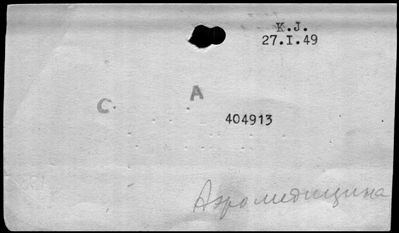 K.J.
27.I.49
C A
404913
Аэромедицина